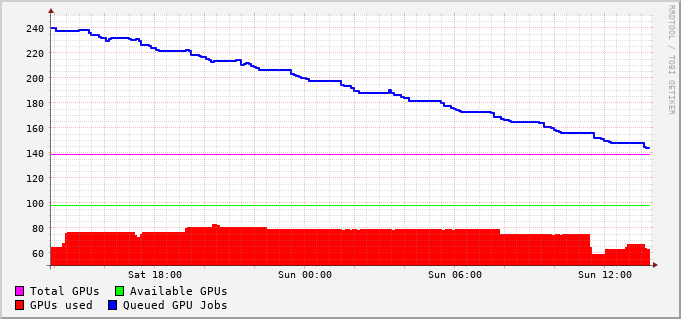 RRDTOOL / TOBI OETIKER
240
220
200
180
160
140
120
100
80
60
Sat 18:00 Sun 00:00 Sun 06:00 Sun 12:00
Total GPUs Available GPUs
GPUs used Queued GPU Jobs